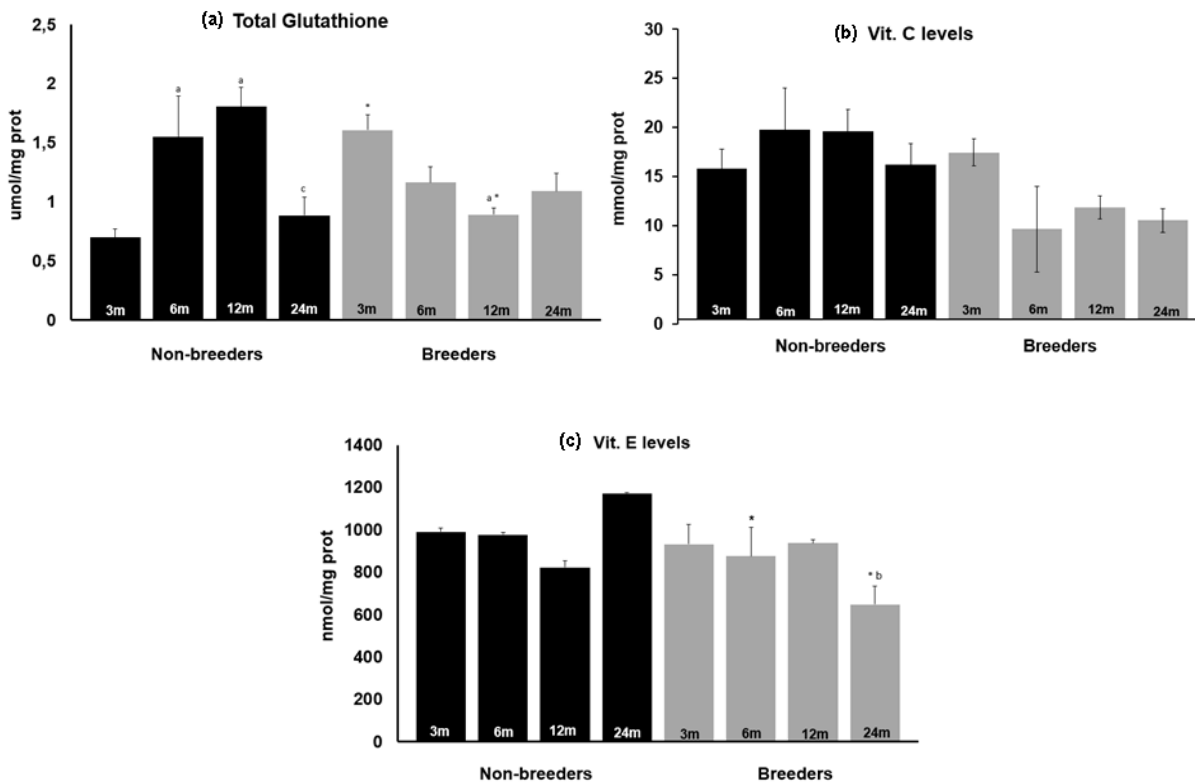 (a) Total Glutathione
2,5
2
1,5
1
0,5
0
umol/mg prot
a
a
c
*
a *
3m 6m 12m 24m 3m 6m 12m 24m
Non-breeders Breeders
(b) Vit. C levels
30
25
20
15
10
5
0
mmol/mg prot
3m 6m 12m 24m 3m 6m 12m 24m
Non-breeders Breeders
(c) Vit. E levels
1400
1200
1000
800
600
400
200
0
nmol/mg prot
*
* b
3m 6m 12m 24m 3m 6m 12m 24m
Non-breeders Breeders